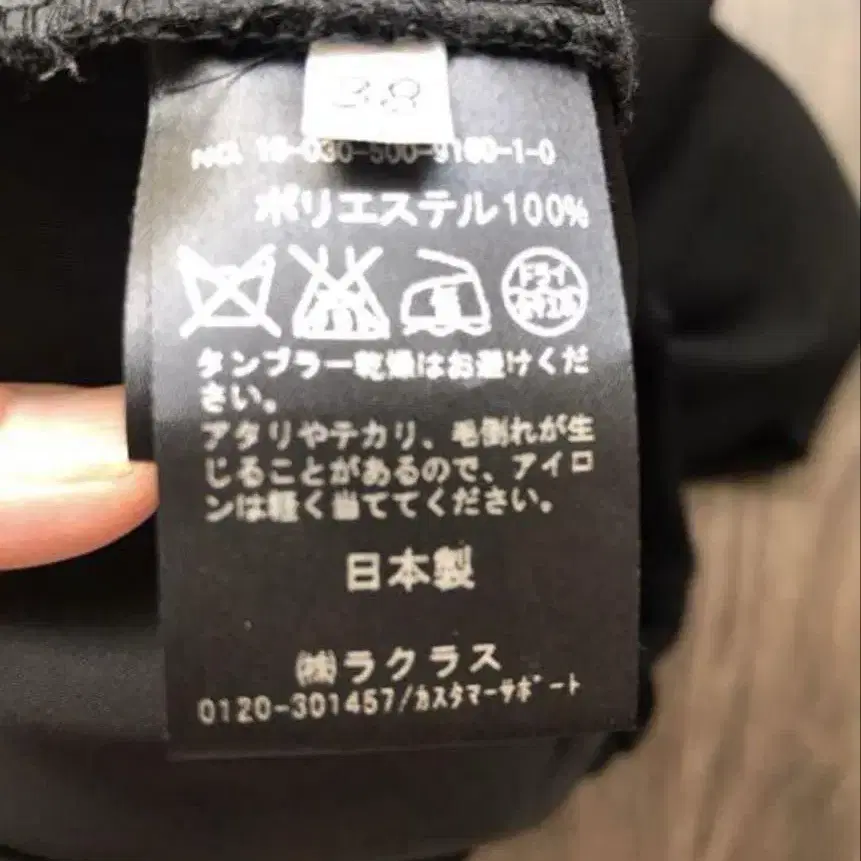 38
NO. 16-030-500-9160-1-0
ポリエステル100%
ドライ
タンブラー乾燥はお避けくだ
さい。
アタリやテカリ、毛倒れが生
じることがあるので、アイロ
ンは軽く当ててください。
日本製
㈱ラクラス
0120-301457/カスタマーサポート